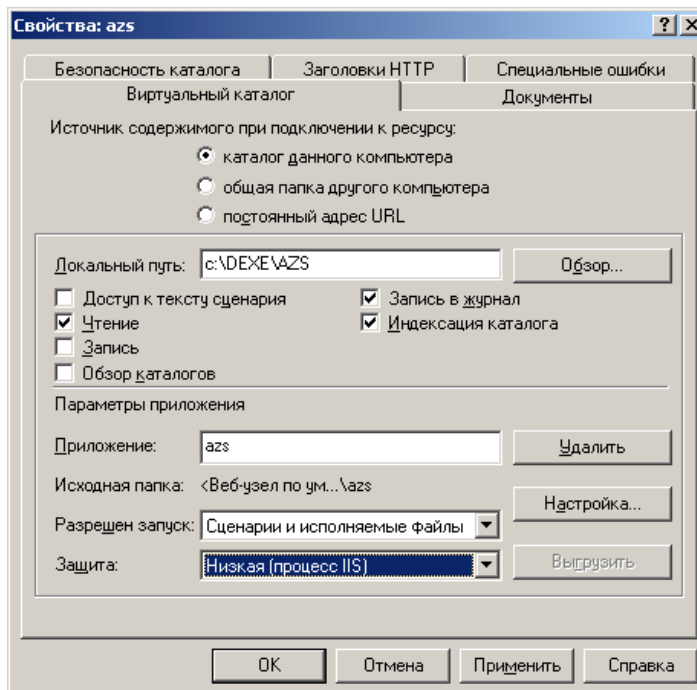 Свойства: azs
Безопасность каталога Заголовки HTTP Специальные ошибки
Виртуальный каталог Документы
Источник содержимого при подключении к ресурсу:
каталог данного компьютера
общая папка другого компьютера
постоянный адрес URL
Локальный путь: c:\DEXE\AZS Обзор...
Доступ к тексту сценария Запись в журнал
Чтение Индексация каталога
Запись
Обзор каталогов
Параметры приложения
Приложение: azs Удалить
Исходная папка: <Веб-узел по ум...\azs
Настройка...
Разрешен запуск: Сценарии и исполняемые файлы
Защита: Низкая (процесс IIS) Выгрузить
OK Отмена Применить Справка